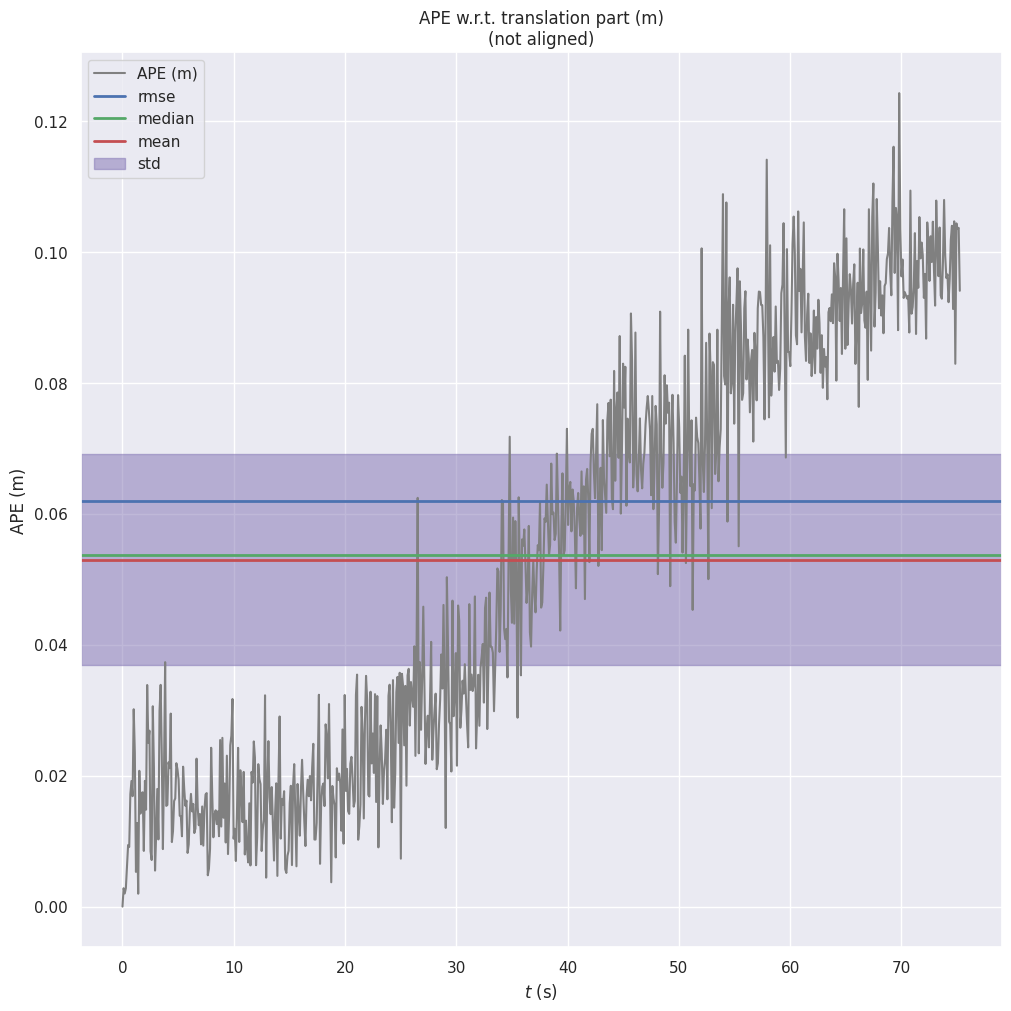 APE w.r.t. translation part (m)
(not aligned)
APE (m)
rmse
median
mean
std
APE (m)
0.12
0.10
0.08
0.06
0.04
0.02
0.00
0 10 20 30 40 50 60 70
t (s)